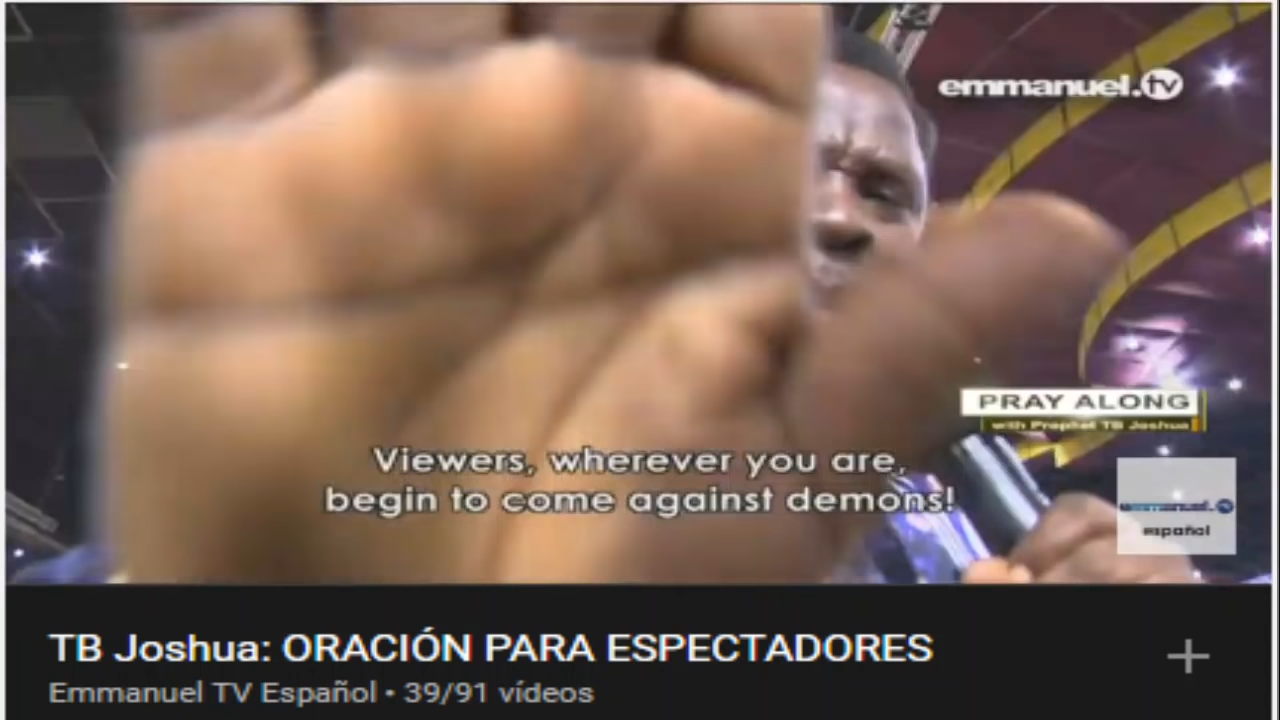 emmanuel.tv
PRAY ALONG
with Prophet TB Joshua
Viewers, wherever you are,
begin to come against demons!
emmanuel.tv
español
TB Joshua: ORACIÓN PARA ESPECTADORES
Emmanuel TV Español • 39/91 vídeos